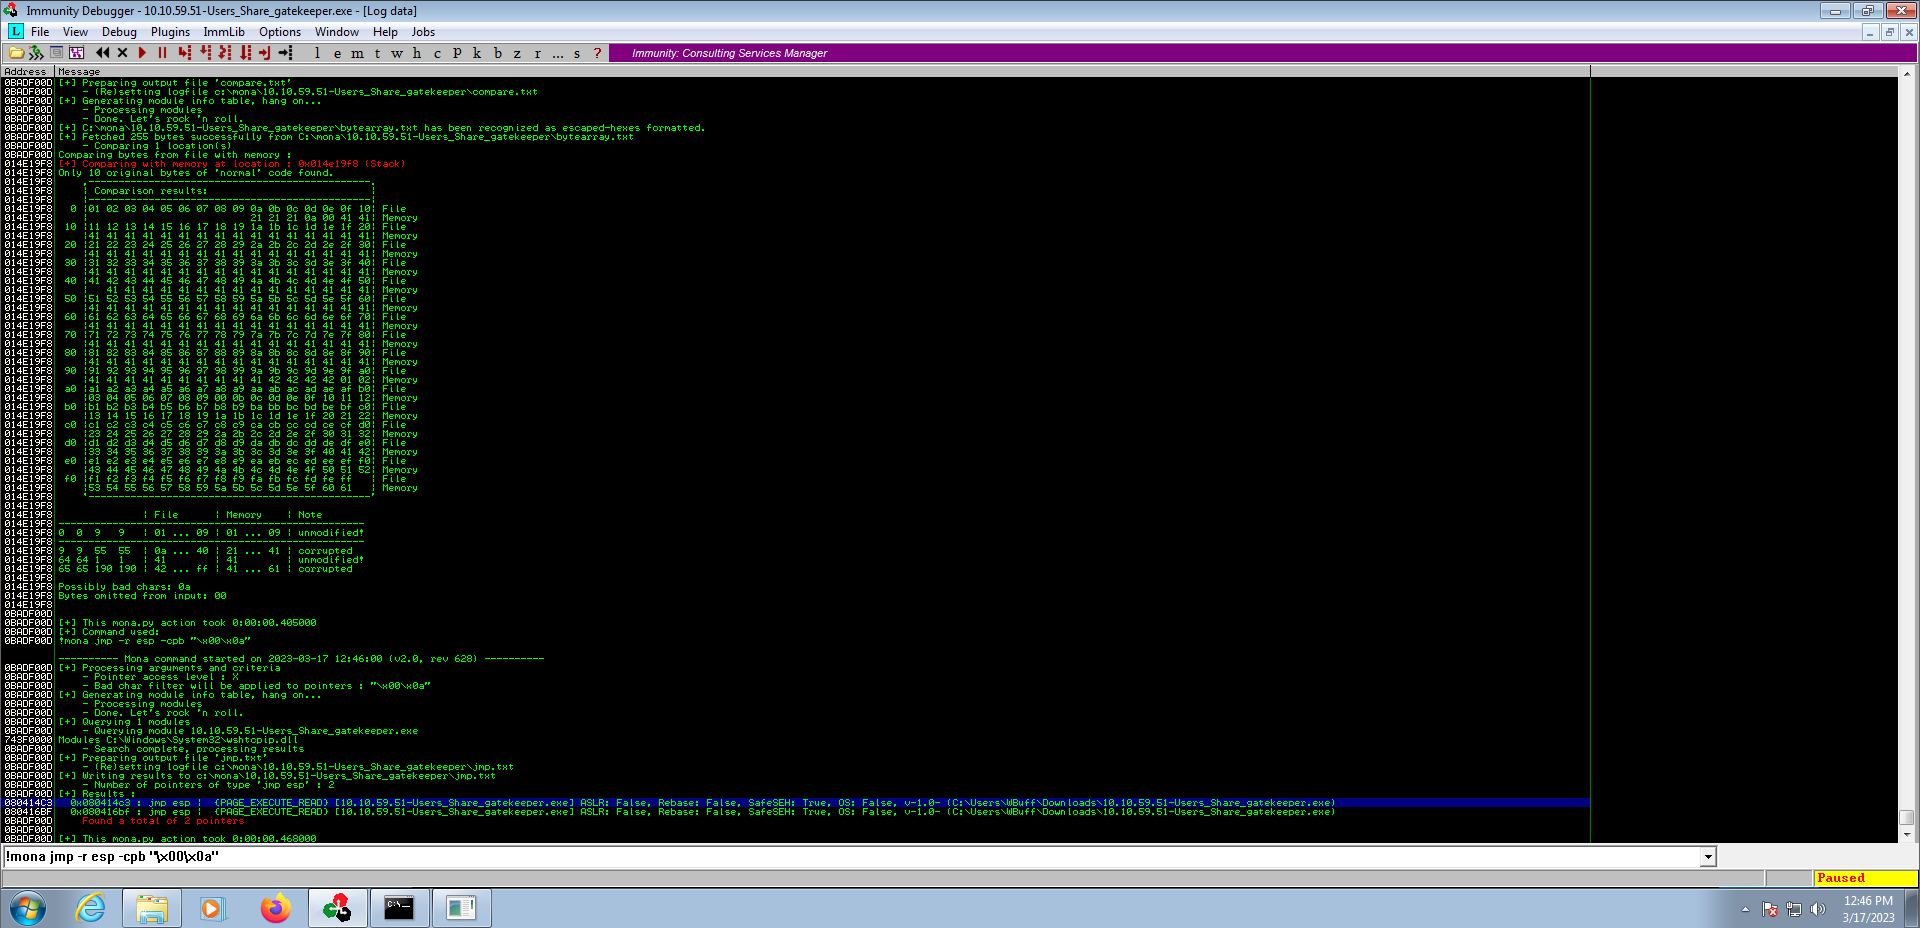 Immunity Debugger - 10.10.59.51-Users_Share_gatekeeper.exe - [Log data]
L File View Debug Plugins ImmLib Options Window Help Jobs
l e m t w h c P k b z r ... s ? Immunity: Consulting Services Manager
Address Message
0BADF00D [+] Preparing output file 'compare.txt'
0BADF00D     - (Re)setting logfile c:\mona\10.10.59.51-Users_Share_gatekeeper\compare.txt
0BADF00D [+] Generating module info table, hang on...
0BADF00D     - Processing modules
0BADF00D     - Done. Let's rock 'n roll.
0BADF00D [+] C:\mona\10.10.59.51-Users_Share_gatekeeper\bytearray.txt has been recognized as escaped-hexes formatted.
0BADF00D [+] Fetched 255 bytes successfully from C:\mona\10.10.59.51-Users_Share_gatekeeper\bytearray.txt
0BADF00D     - Comparing 1 location(s)
0BADF00D Comparing bytes from file with memory :
014E19F8 [+] Comparing with memory at location : 0x014e19f8 (Stack)
014E19F8 Only 10 original bytes of 'normal' code found.
014E19F8
014E19F8 | Comparison results:
014E19F8
014E19F8 0 |01 02 03 04 05 06 07 08 09 0a 0b 0c 0d 0e 0f 10| File
014E19F8 | 21 21 21 0a 00 41 41| Memory
014E19F8 10 |11 12 13 14 15 16 17 18 19 1a 1b 1c 1d 1e 1f 20| File
014E19F8 |41 41 41 41 41 41 41 41 41 41 41 41 41 41 41 41| Memory
014E19F8 20 |21 22 23 24 25 26 27 28 29 2a 2b 2c 2d 2e 2f 30| File
014E19F8 |41 41 41 41 41 41 41 41 41 41 41 41 41 41 41 41| Memory
014E19F8 30 |31 32 33 34 35 36 37 38 39 3a 3b 3c 3d 3e 3f 40| File
014E19F8 |41 41 41 41 41 41 41 41 41 41 41 41 41 41 41 41| Memory
014E19F8 40 |41 42 43 44 45 46 47 48 49 4a 4b 4c 4d 4e 4f 50| File
014E19F8 | 41 41 41 41 41 41 41 41 41 41 41 41 41 41 41| Memory
014E19F8 50 |51 52 53 54 55 56 57 58 59 5a 5b 5c 5d 5e 5f 60| File
014E19F8 |41 41 41 41 41 41 41 41 41 41 41 41 41 41 41 41| Memory
014E19F8 60 |61 62 63 64 65 66 67 68 69 6a 6b 6c 6d 6e 6f 70| File
014E19F8 |41 41 41 41 41 41 41 41 41 41 41 41 41 41 41 41| Memory
014E19F8 70 |71 72 73 74 75 76 77 78 79 7a 7b 7c 7d 7e 7f 80| File
014E19F8 |41 41 41 41 41 41 41 41 41 41 41 41 41 41 41 41| Memory
014E19F8 80 |81 82 83 84 85 86 87 88 89 8a 8b 8c 8d 8e 8f 90| File
014E19F8 |41 41 41 41 41 41 41 41 41 41 41 41 41 41 41 41| Memory
014E19F8 90 |91 92 93 94 95 96 97 98 99 9a 9b 9c 9d 9e 9f a0| File
014E19F8 |41 41 41 41 41 41 41 41 41 41 42 42 42 42 01 02| Memory
014E19F8 a0 |a1 a2 a3 a4 a5 a6 a7 a8 a9 aa ab ac ad ae af b0| File
014E19F8 |03 04 05 06 07 08 09 00 0b 0c 0d 0e 0f 10 11 12| Memory
014E19F8 b0 |b1 b2 b3 b4 b5 b6 b7 b8 b9 ba bb bc bd be bf c0| File
014E19F8 |13 14 15 16 17 18 19 1a 1b 1c 1d 1e 1f 20 21 22| Memory
014E19F8 c0 |c1 c2 c3 c4 c5 c6 c7 c8 c9 ca cb cc cd ce cf d0| File
014E19F8 |23 24 25 26 27 28 29 2a 2b 2c 2d 2e 2f 30 31 32| Memory
014E19F8 d0 |d1 d2 d3 d4 d5 d6 d7 d8 d9 da db dc dd de df e0| File
014E19F8 |33 34 35 36 37 38 39 3a 3b 3c 3d 3e 3f 40 41 42| Memory
014E19F8 e0 |e1 e2 e3 e4 e5 e6 e7 e8 e9 ea eb ec ed ee ef f0| File
014E19F8 |43 44 45 46 47 48 49 4a 4b 4c 4d 4e 4f 50 51 52| Memory
014E19F8 f0 |f1 f2 f3 f4 f5 f6 f7 f8 f9 fa fb fc fd fe ff | File
014E19F8 |53 54 55 56 57 58 59 5a 5b 5c 5d 5e 5f 60 61 | Memory
014E19F8
014E19F8
014E19F8 | File | Memory | Note
014E19F8
014E19F8 0 0 9 9 | 01 ... 09 | 01 ... 09 | unmodified!
014E19F8
014E19F8 9 9 55 55 | 0a ... 40 | 21 ... 41 | corrupted
014E19F8 64 64 1 1 | 41 | 41 | unmodified!
014E19F8 65 65 190 190 | 42 ... ff | 41 ... 61 | corrupted
014E19F8
014E19F8 Possibly bad chars: 0a
014E19F8 Bytes omitted from input: 00
014E19F8
0BADF00D
0BADF00D [+] This mona.py action took 0:00:00.405000
0BADF00D [+] Command used:
0BADF00D !mona jmp -r esp -cpb "\x00\x0a"
---------- Mona command started on 2023-03-17 12:46:00 (v2.0, rev 628) ----------
0BADF00D [+] Processing arguments and criteria
0BADF00D     - Pointer access level : X
0BADF00D     - Bad char filter will be applied to pointers : "\x00\x0a"
0BADF00D [+] Generating module info table, hang on...
0BADF00D     - Processing modules
0BADF00D     - Done. Let's rock 'n roll.
0BADF00D [+] Querying 1 modules
0BADF00D     - Querying module 10.10.59.51-Users_Share_gatekeeper.exe
743F0000 Modules C:\Windows\System32\wshtcpip.dll
0BADF00D     - Search complete, processing results
0BADF00D [+] Preparing output file 'jmp.txt'
0BADF00D     - (Re)setting logfile c:\mona\10.10.59.51-Users_Share_gatekeeper\jmp.txt
0BADF00D [+] Writing results to c:\mona\10.10.59.51-Users_Share_gatekeeper\jmp.txt
0BADF00D     - Number of pointers of type 'jmp esp' : 2
0BADF00D [+] Results :
080414C3 0x080414c3 : jmp esp | {PAGE_EXECUTE_READ} [10.10.59.51-Users_Share_gatekeeper.exe] ASLR: False, Rebase: False, SafeSEH: True, OS: False, v-1.0- (C:\Users\WBuff\Downloads\10.10.59.51-Users_Share_gatekeeper.exe)
080416BF 0x080416bf : jmp esp | {PAGE_EXECUTE_READ} [10.10.59.51-Users_Share_gatekeeper.exe] ASLR: False, Rebase: False, SafeSEH: True, OS: False, v-1.0- (C:\Users\WBuff\Downloads\10.10.59.51-Users_Share_gatekeeper.exe)
0BADF00D Found a total of 2 pointers
0BADF00D
0BADF00D [+] This mona.py action took 0:00:00.468000
!mona jmp -r esp -cpb "\x00\x0a"
Paused
C:\_
12:46 PM
3/17/2023